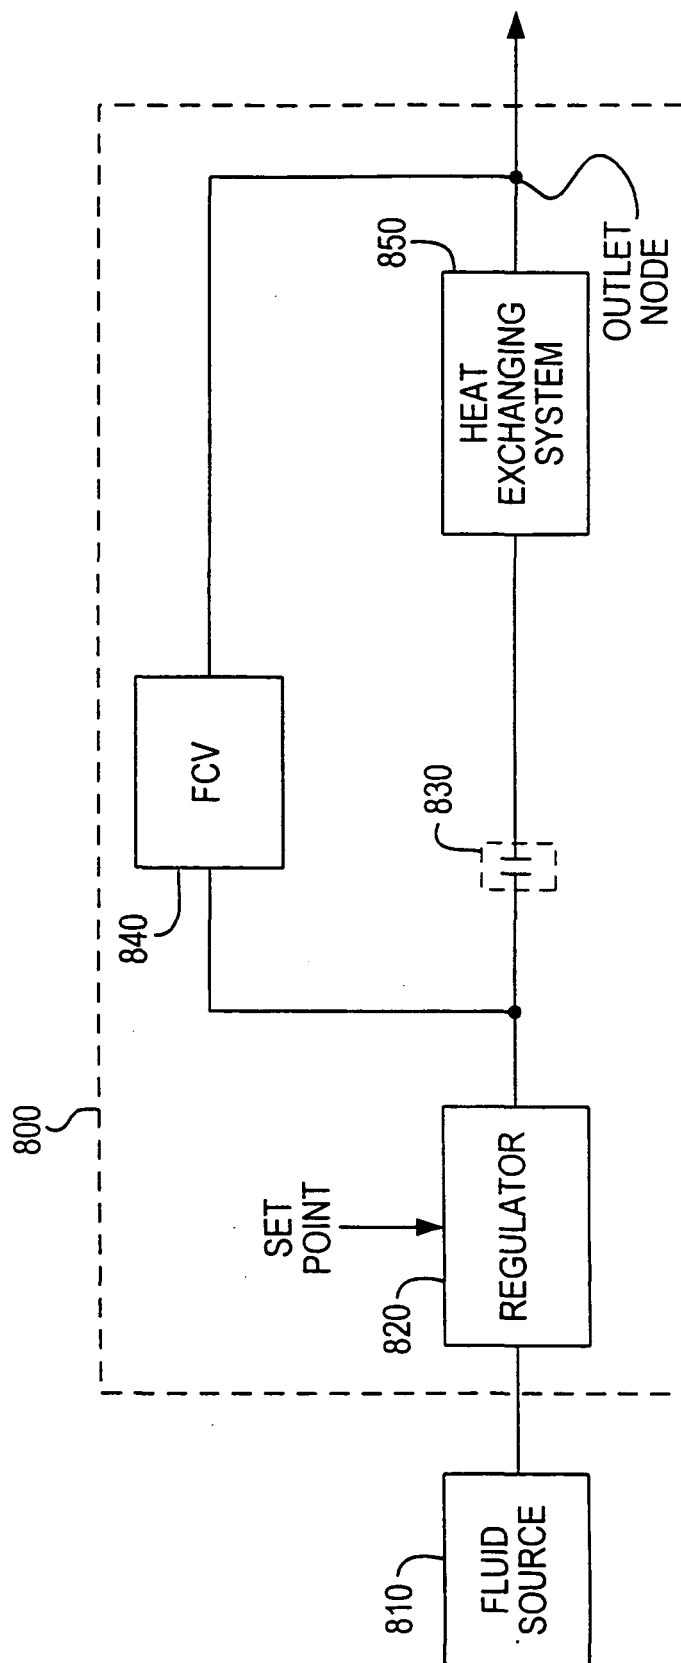 800
840
FCV
850
HEAT
EXCHANGING
SYSTEM
OUTLET
NODE
830
SET
POINT
820
REGULATOR
810
FLUID
SOURCE